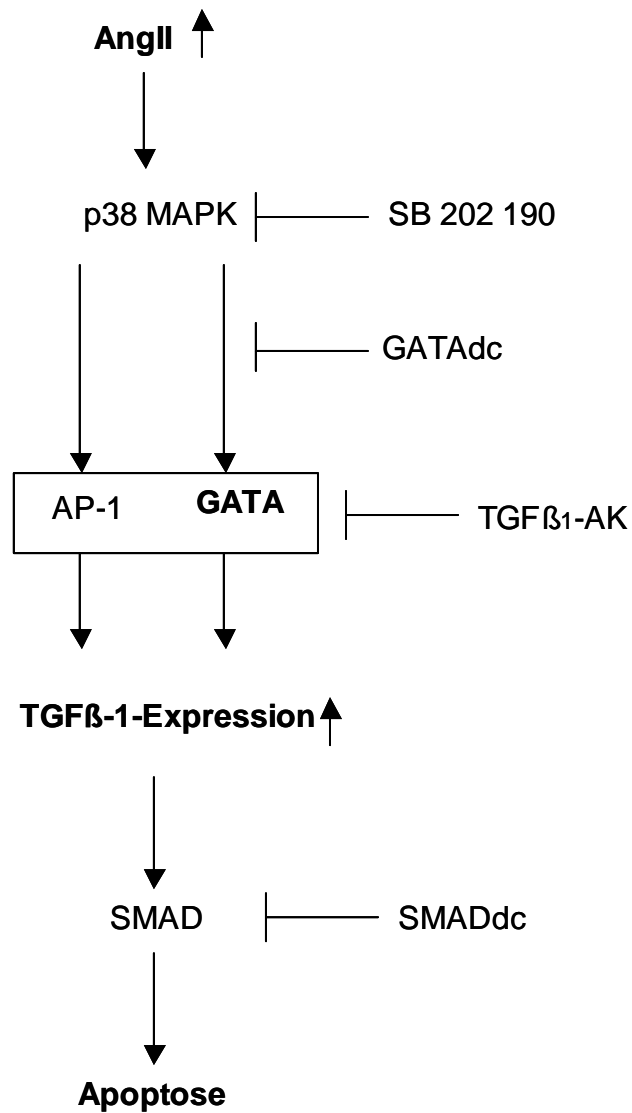 AngII
p38 MAPK
SB 202 190
GATAdc
AP-1 GATA
TGFß1-AK
TGFß-1-Expression
SMAD
SMADdc
Apoptose